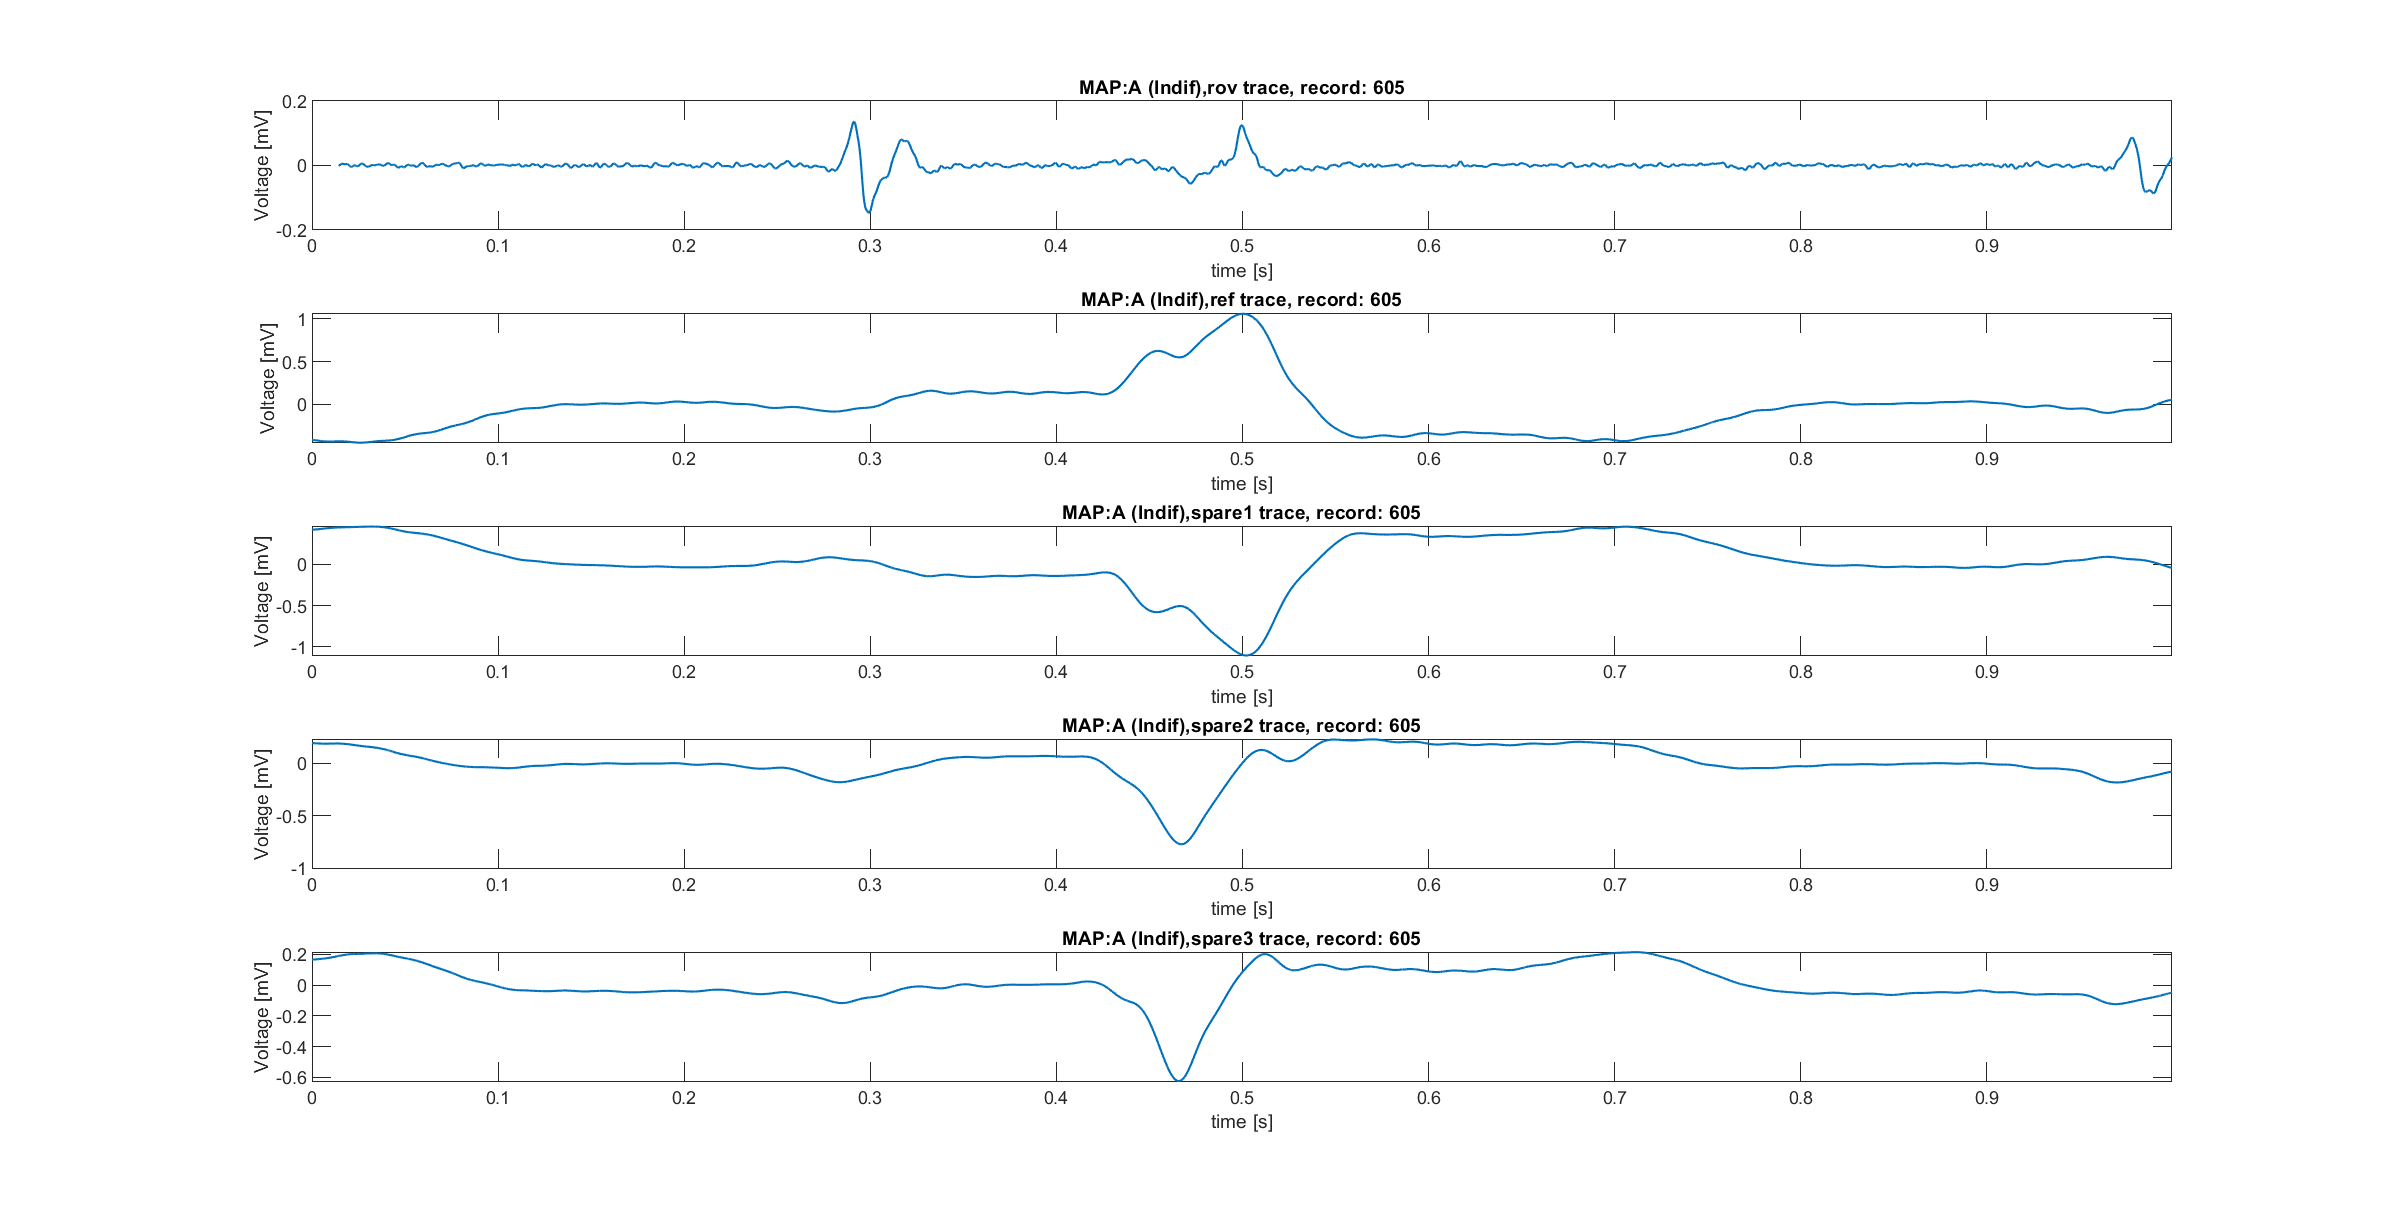 MAP:A (Indif),rov trace, record: 605
Voltage [mV]
0.2
0
-0.2
0 0.1 0.2 0.3 0.4 0.5 0.6 0.7 0.8 0.9
time [s]
MAP:A (Indif),ref trace, record: 605
Voltage [mV]
1
0.5
0
0 0.1 0.2 0.3 0.4 0.5 0.6 0.7 0.8 0.9
time [s]
MAP:A (Indif),spare1 trace, record: 605
Voltage [mV]
0
-0.5
-1
0 0.1 0.2 0.3 0.4 0.5 0.6 0.7 0.8 0.9
time [s]
MAP:A (Indif),spare2 trace, record: 605
Voltage [mV]
0
-0.5
-1
0 0.1 0.2 0.3 0.4 0.5 0.6 0.7 0.8 0.9
time [s]
MAP:A (Indif),spare3 trace, record: 605
Voltage [mV]
0.2
0
-0.2
-0.4
-0.6
0 0.1 0.2 0.3 0.4 0.5 0.6 0.7 0.8 0.9
time [s]